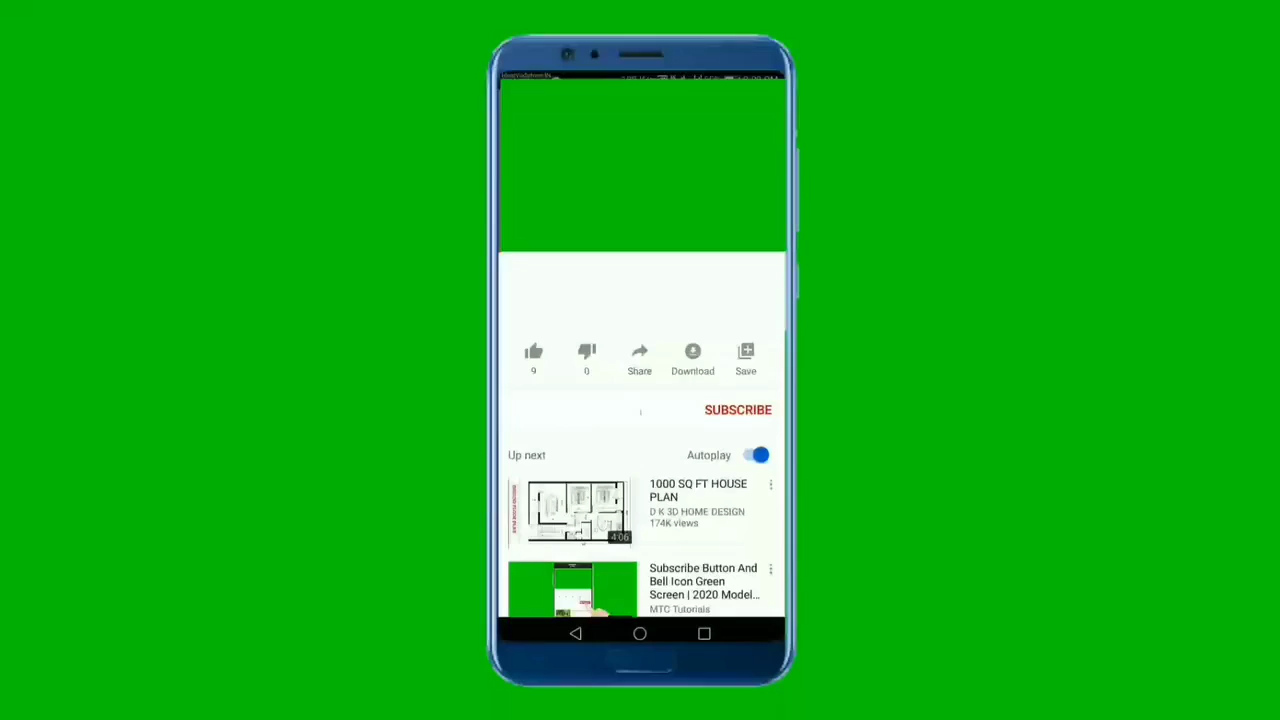 9
0
Share
Download
Save
SUBSCRIBE
Up next
Autoplay
1000 SQ FT HOUSE
PLAN
D K 3D HOME DESIGN
174K views
4:06
Subscribe Button And
Bell Icon Green
Screen | 2020 Model...
MTC Tutorials